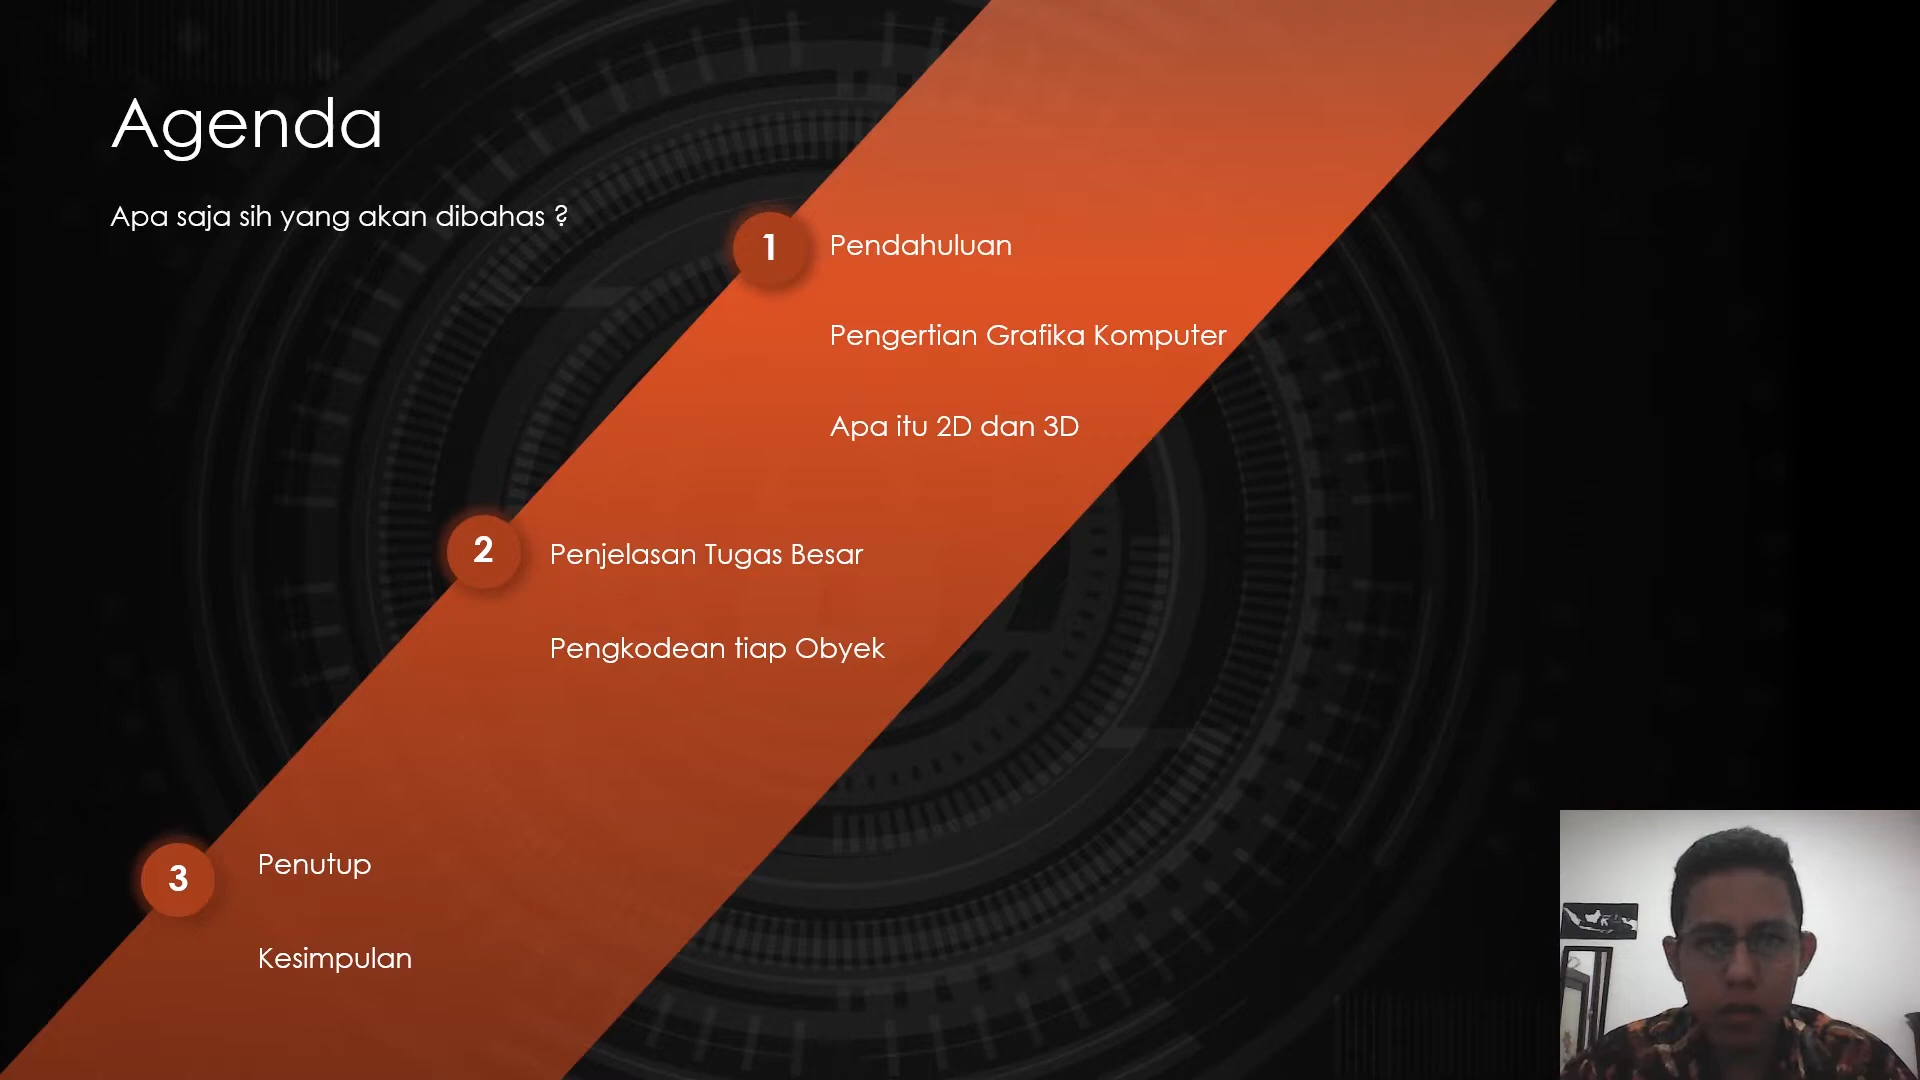 Agenda
Apa saja sih yang akan dibahas ?
1
Pendahuluan
Pengertian Grafika Komputer
Apa itu 2D dan 3D
2
Penjelasan Tugas Besar
Pengkodean tiap Obyek
3
Penutup
Kesimpulan